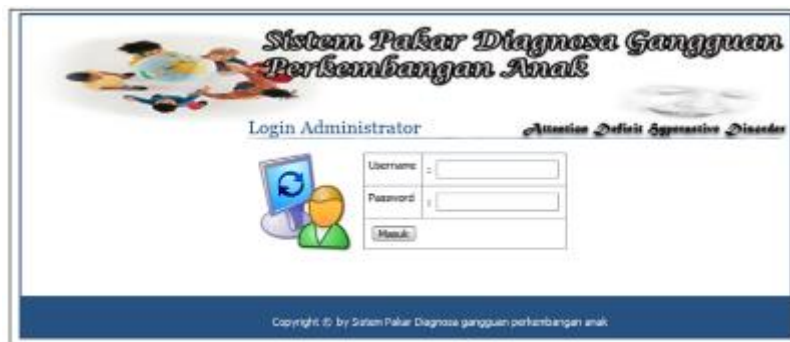 Sistem Pakar Diagnosa Gangguan
Perkembangan Anak
Login Administrator
Attention Deficit Hyperactive Disorder
Username :
Password :
Masuk
Copyright © by Sistem Pakar Diagnosa gangguan perkembangan anak